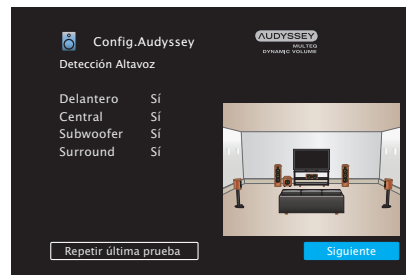 Config.Audyssey
AUDYSSEY
MULTEQ
DYNAMIC VOLUME
Detección Altavoz
Delantero Sí
Central Sí
Subwoofer Sí
Surround Sí
Repetir última prueba
Siguiente